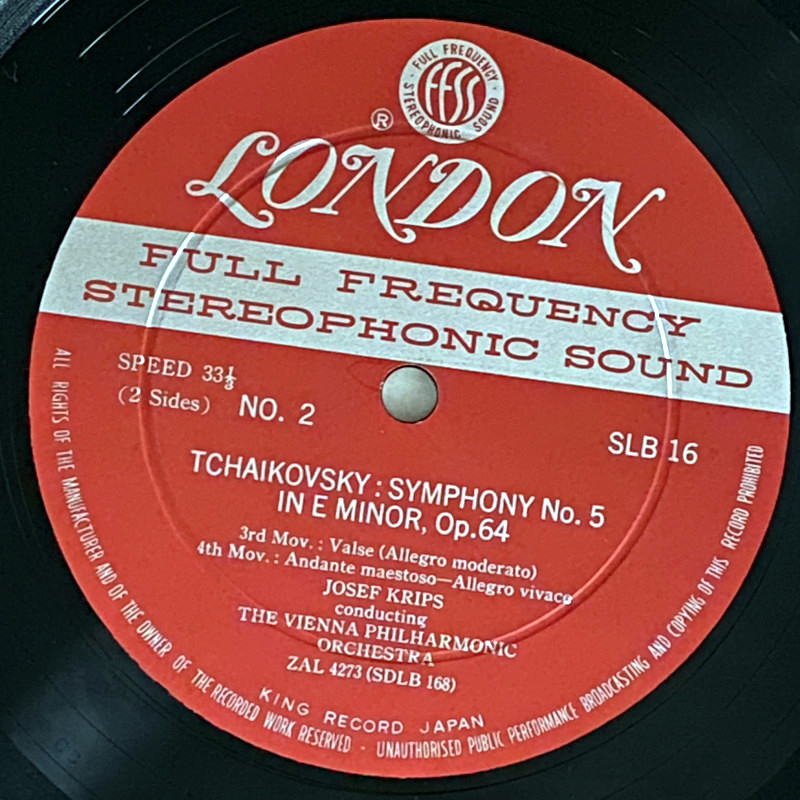 FULL FREQUENCY
ffss
STEREOPHONIC SOUND
®
LONDON
FULL FREQUENCY
STEREOPHONIC SOUND
SPEED 33⅓
(2 Sides) NO. 2
SLB 16
TCHAIKOVSKY : SYMPHONY No. 5
IN E MINOR, Op.64
3rd Mov. : Valse (Allegro moderato)
4th Mov. : Andante maestoso—Allegro vivace
JOSEF KRIPS
conducting
THE VIENNA PHILHARMONIC
ORCHESTRA
ZAL 4273 (SDLB 168)
KING RECORD JAPAN
ALL RIGHTS OF THE MANUFACTURER AND OF THE OWNER OF THE RECORDED WORK RESERVED · UNAUTHORISED PUBLIC PERFORMANCE BROADCASTING AND COPYING OF THIS RECORD PROHIBITED